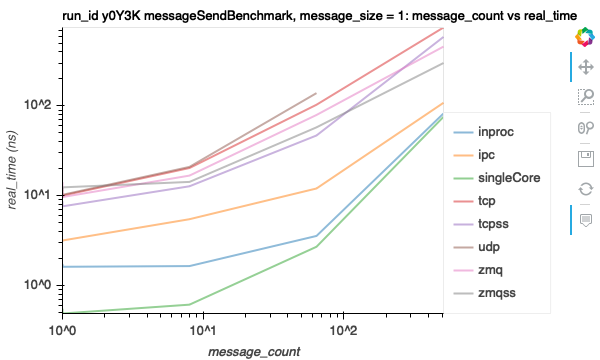 run_id y0Y3K messageSendBenchmark, message_size = 1: message_count vs real_time
real_time (ns)
10^2
10^1
10^0
10^0
10^1
10^2
message_count
inproc
ipc
singleCore
tcp
tcpss
udp
zmq
zmqss